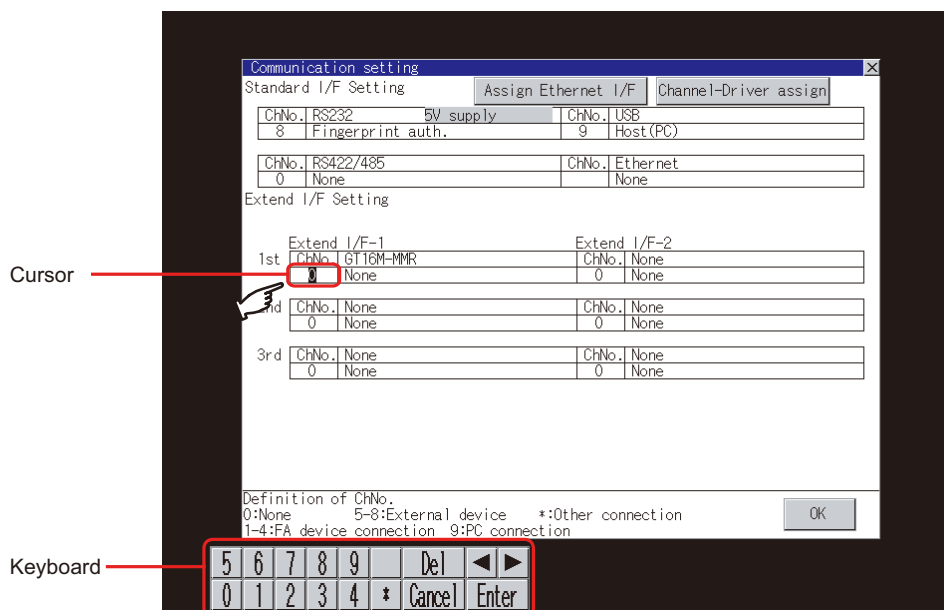 Communication setting
Standard I/F Setting Assign Ethernet I/F Channel-Driver assign
ChNo. RS232 5V supply ChNo. USB
8 Fingerprint auth. 9 Host(PC)
ChNo. RS422/485 ChNo. Ethernet
0 None None
Extend I/F Setting
Extend I/F-1 Extend I/F-2
1st ChNo. GT16M-MMR ChNo. None
Cursor
0 None 0 None
nd ChNo. None ChNo. None
0 None 0 None
3rd ChNo. None ChNo. None
0 None 0 None
Definition of ChNo.
0:None 5-8:External device *:Other connection OK
1-4:FA device connection 9:PC connection
Keyboard
5 6 7 8 9 Del ◀ ▶
0 1 2 3 4 * Cancel Enter